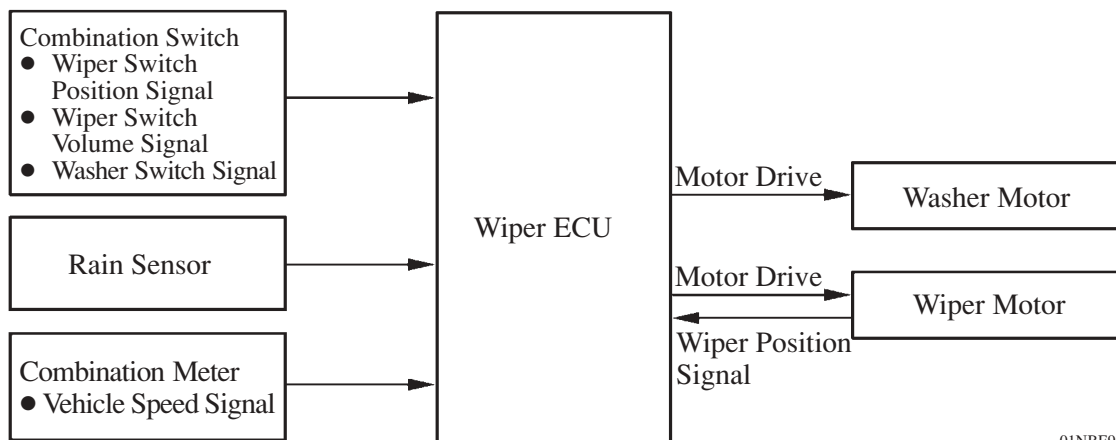 Combination Switch
● Wiper Switch
Position Signal
● Wiper Switch
Volume Signal
● Washer Switch Signal
Rain Sensor
Combination Meter
● Vehicle Speed Signal
Wiper ECU
Motor Drive
Washer Motor
Motor Drive
Wiper Motor
Wiper Position
Signal